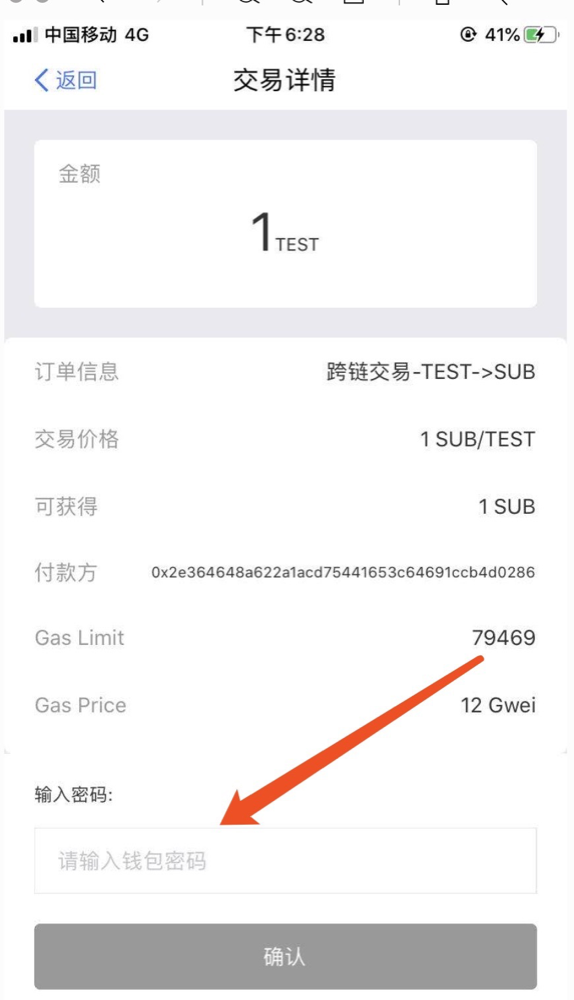 中国移动 4G 下午6:28 41%
返回 交易详情
金额
1 TEST
订单信息 跨链交易-TEST->SUB
交易价格 1 SUB/TEST
可获得 1 SUB
付款方 0x2e364648a622a1acd75441653c64691ccb4d0286
Gas Limit 79469
Gas Price 12 Gwei
输入密码:
请输入钱包密码
确认